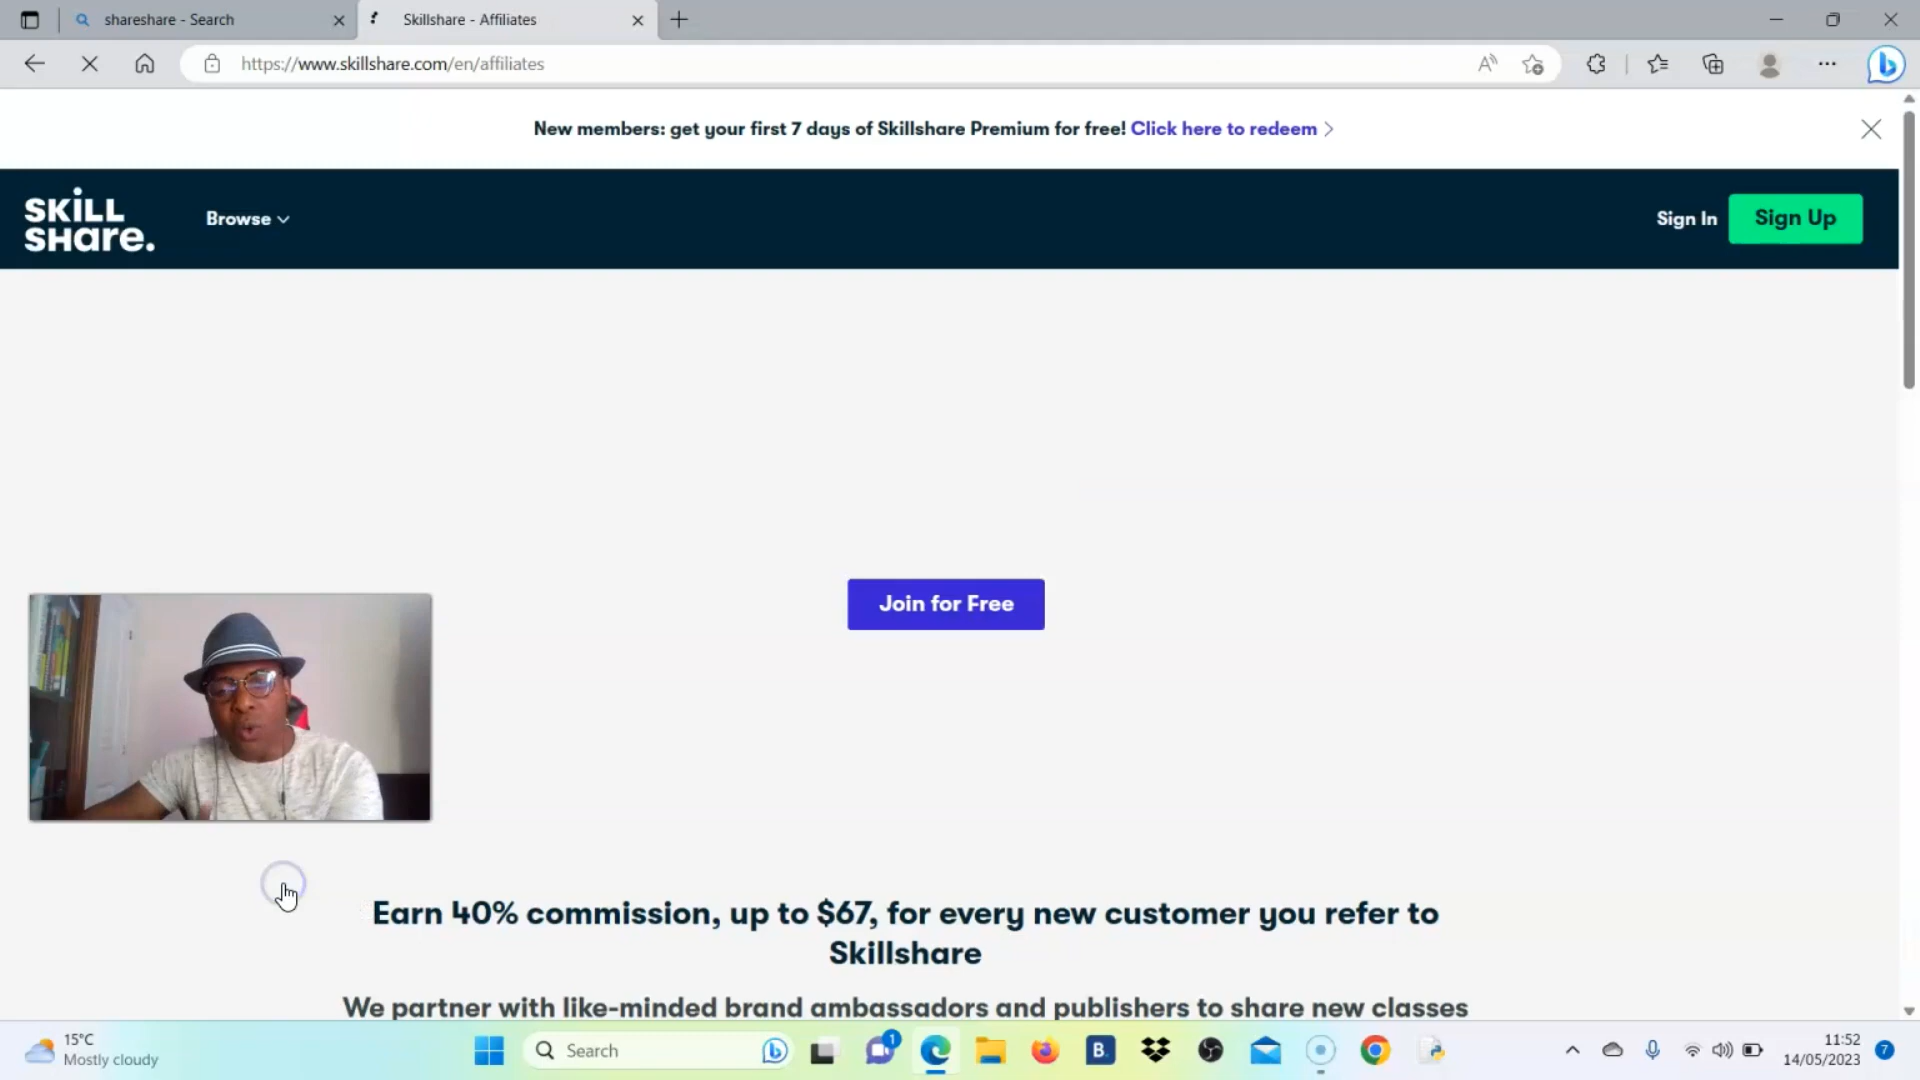 shareshare - Search
Skillshare - Affiliates
https://www.skillshare.com/en/affiliates
New members: get your first 7 days of Skillshare Premium for free! Click here to redeem
SKiLL
SHare.
Browse
Sign In
Sign Up
Join for Free
Earn 40% commission, up to $67, for every new customer you refer to
Skillshare
We partner with like-minded brand ambassadors and publishers to share new classes
15°C
Mostly cloudy
Search
1
B.
11:52
14/05/2023
7